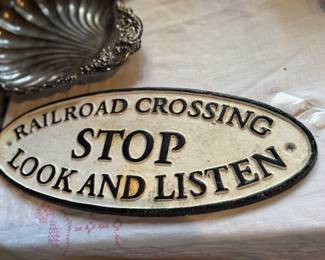 RAILROAD CROSSING
STOP
LOOK AND LISTEN